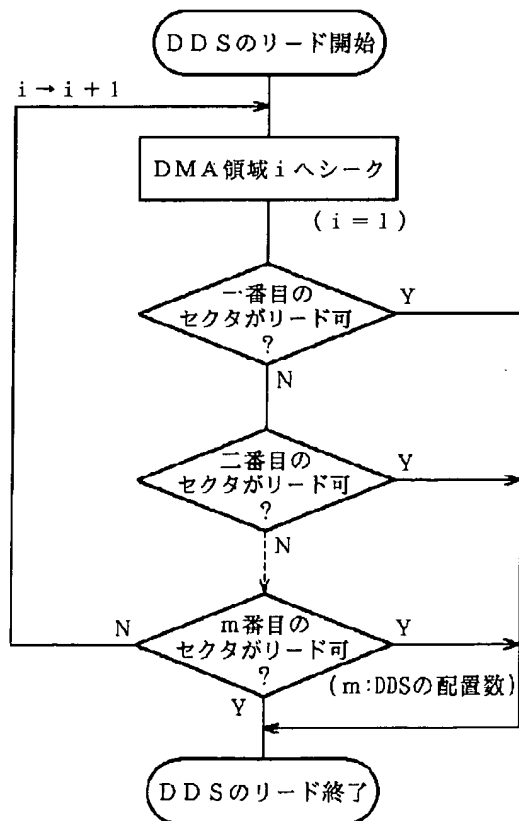 DDSのリード開始
i→i+1
DMA領域iへシーク
(i=1)
一番目の
セクタがリード可
?
Y
N
二番目の
セクタがリード可
?
Y
N
m番目の
セクタがリード可
?
N
Y
(m:DDSの配置数)
Y
DDSのリード終了